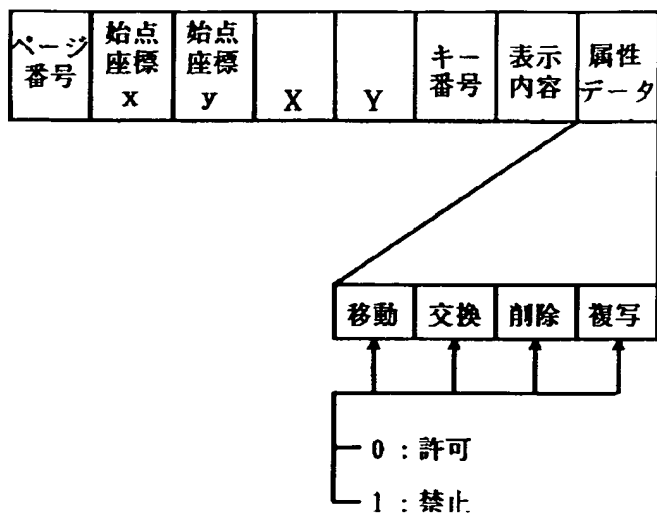 ページ
番号
始点
座標
x
始点
座標
y
X
Y
キー
番号
表示
内容
属性
データ
移動
交換
削除
複写
0：許可
1：禁止